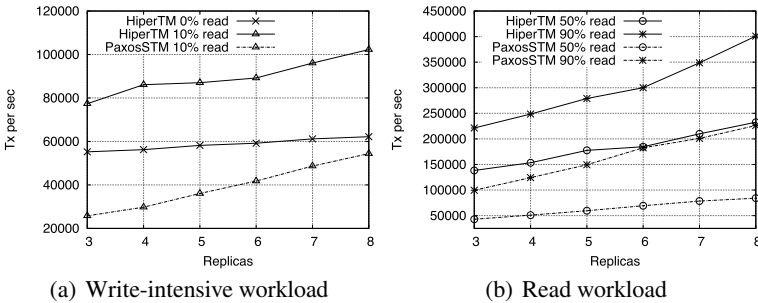 HiperTM 0% read
HiperTM 10% read
PaxosSTM 10% read
120000
100000
80000
60000
40000
20000
Tx per sec
3 4 5 6 7 8
Replicas
(a) Write-intensive workload
HiperTM 50% read
HiperTM 90% read
PaxosSTM 50% read
PaxosSTM 90% read
450000
400000
350000
300000
250000
200000
150000
100000
50000
Tx per sec
3 4 5 6 7 8
Replicas
(b) Read workload